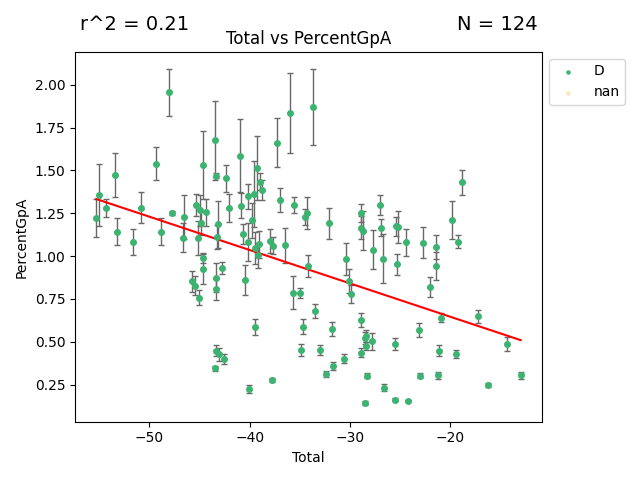 r^2 = 0.21
N = 124
Total vs PercentGpA
D
nan
2.00
1.75
1.50
1.25
1.00
0.75
0.50
0.25
PercentGpA
−50
−40
−30
−20
Total